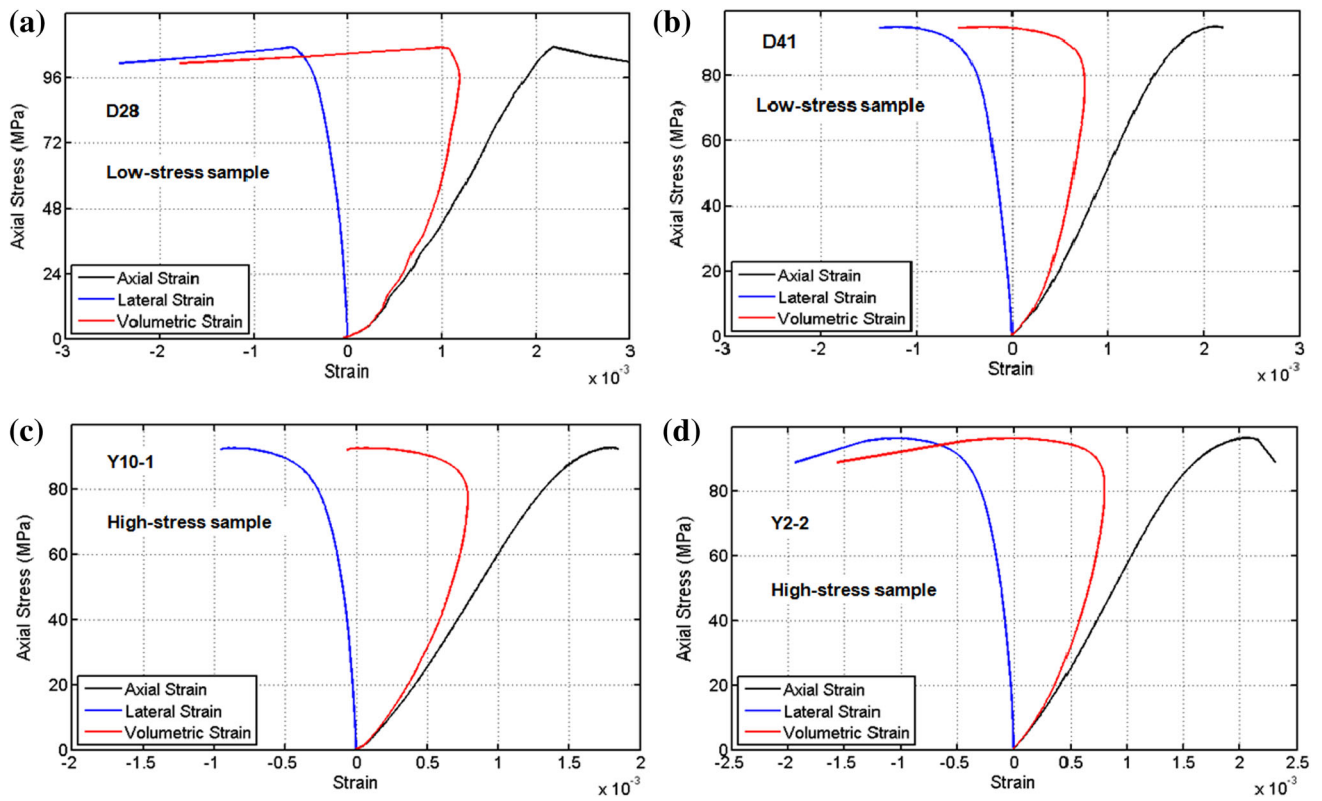 (a)
Axial Stress (MPa)
96
72
48
24
0
D28
Low-stress sample
Axial Strain
Lateral Strain
Volumetric Strain
-3 -2 -1 0 1 2 3
Strain
x 10⁻³
(b)
Axial Stress (MPa)
80
60
40
20
0
D41
Low-stress sample
Axial Strain
Lateral Strain
Volumetric Strain
-3 -2 -1 0 1 2 3
Strain
x 10⁻³
(c)
Axial Stress (MPa)
80
60
40
20
0
Y10-1
High-stress sample
Axial Strain
Lateral Strain
Volumetric Strain
-2 -1.5 -1 -0.5 0 0.5 1 1.5 2
Strain
x 10⁻³
(d)
Axial Stress (MPa)
80
60
40
20
0
Y2-2
High-stress sample
Axial Strain
Lateral Strain
Volumetric Strain
-2.5 -2 -1.5 -1 -0.5 0 0.5 1 1.5 2 2.5
Strain
x 10⁻³